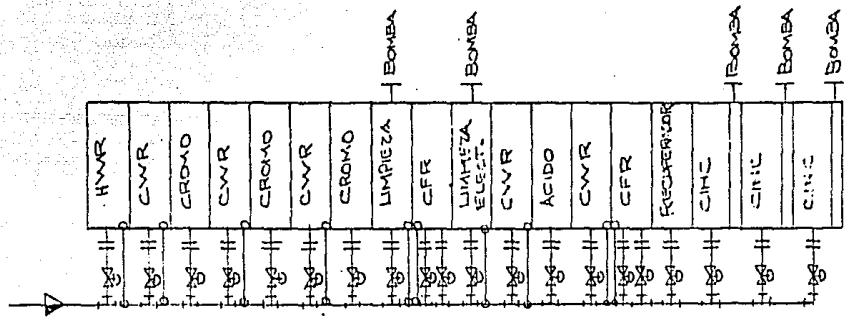 BOMBA
BOMBA
BOMBA
BOMBA
BOMBA
HWR
CWR
CROMO
CWR
CROMO
CWR
CROMO
LIMPIEZA
CFR
LIMPIEZA
ELECT.
CWR
ACIDO
CWR
CFR
RECUPERADOR
CINC
CINC
CINC